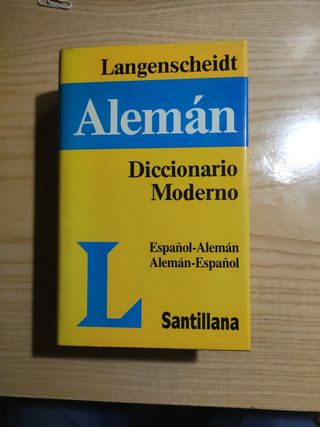 Langenscheidt
Alemán
Diccionario
Moderno
Español-Alemán
Alemán-Español
L
Santillana